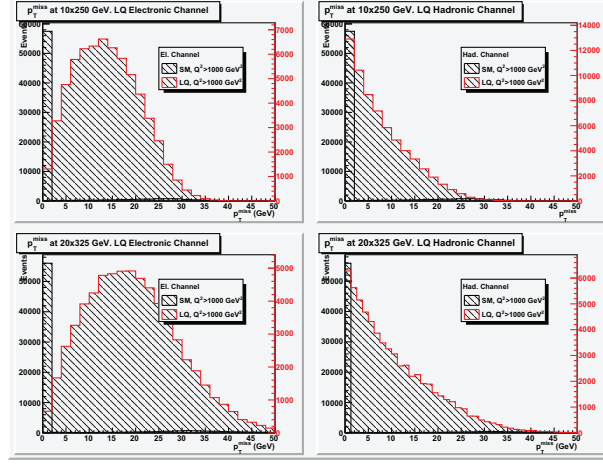 p_T^miss at 10x250 GeV. LQ Electronic Channel
Events
El. Channel
SM, Q²>1000 GeV²
LQ, Q²>1000 GeV²
50000
40000
30000
20000
10000
0
7000
6000
5000
4000
3000
2000
1000
0
0 5 10 15 20 25 30 35 40 45 50
p_T^miss (GeV)
p_T^miss at 10x250 GeV. LQ Hadronic Channel
Events
Had. Channel
SM, Q²>1000 GeV²
LQ, Q²>1000 GeV²
50000
40000
30000
20000
10000
0
14000
12000
10000
8000
6000
4000
2000
0
0 5 10 15 20 25 30 35 40 45 50
p_T^miss
p_T^miss at 20x325 GeV. LQ Electronic Channel
Events
El. Channel
SM, Q²>1000 GeV²
LQ, Q²>1000 GeV²
50000
40000
30000
20000
10000
0
5000
4000
3000
2000
1000
0
0 5 10 15 20 25 30 35 40 45 50
p_T^miss (GeV)
p_T^miss at 20x325 GeV. LQ Hadronic Channel
Events
Had. Channel
SM, Q²>1000 GeV²
LQ, Q²>1000 GeV²
50000
40000
30000
20000
10000
0
6000
5000
4000
3000
2000
1000
0
0 5 10 15 20 25 30 35 40 45 50
p_T^miss (GeV)